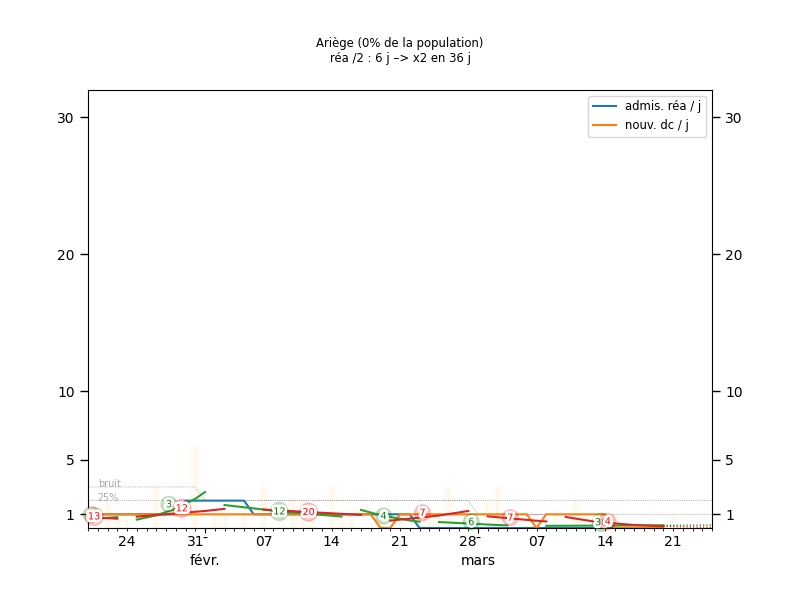 Ariège (0% de la population)
réa /2 : 6 j –> x2 en 36 j
admis. réa / j
nouv. dc / j
30 30
20 20
10 10
5 5
1 1
bruit
25%
13 3 12 12 20 4 7 6 7 3 4
24 31 07 14 21 28 07 14 21
févr. mars